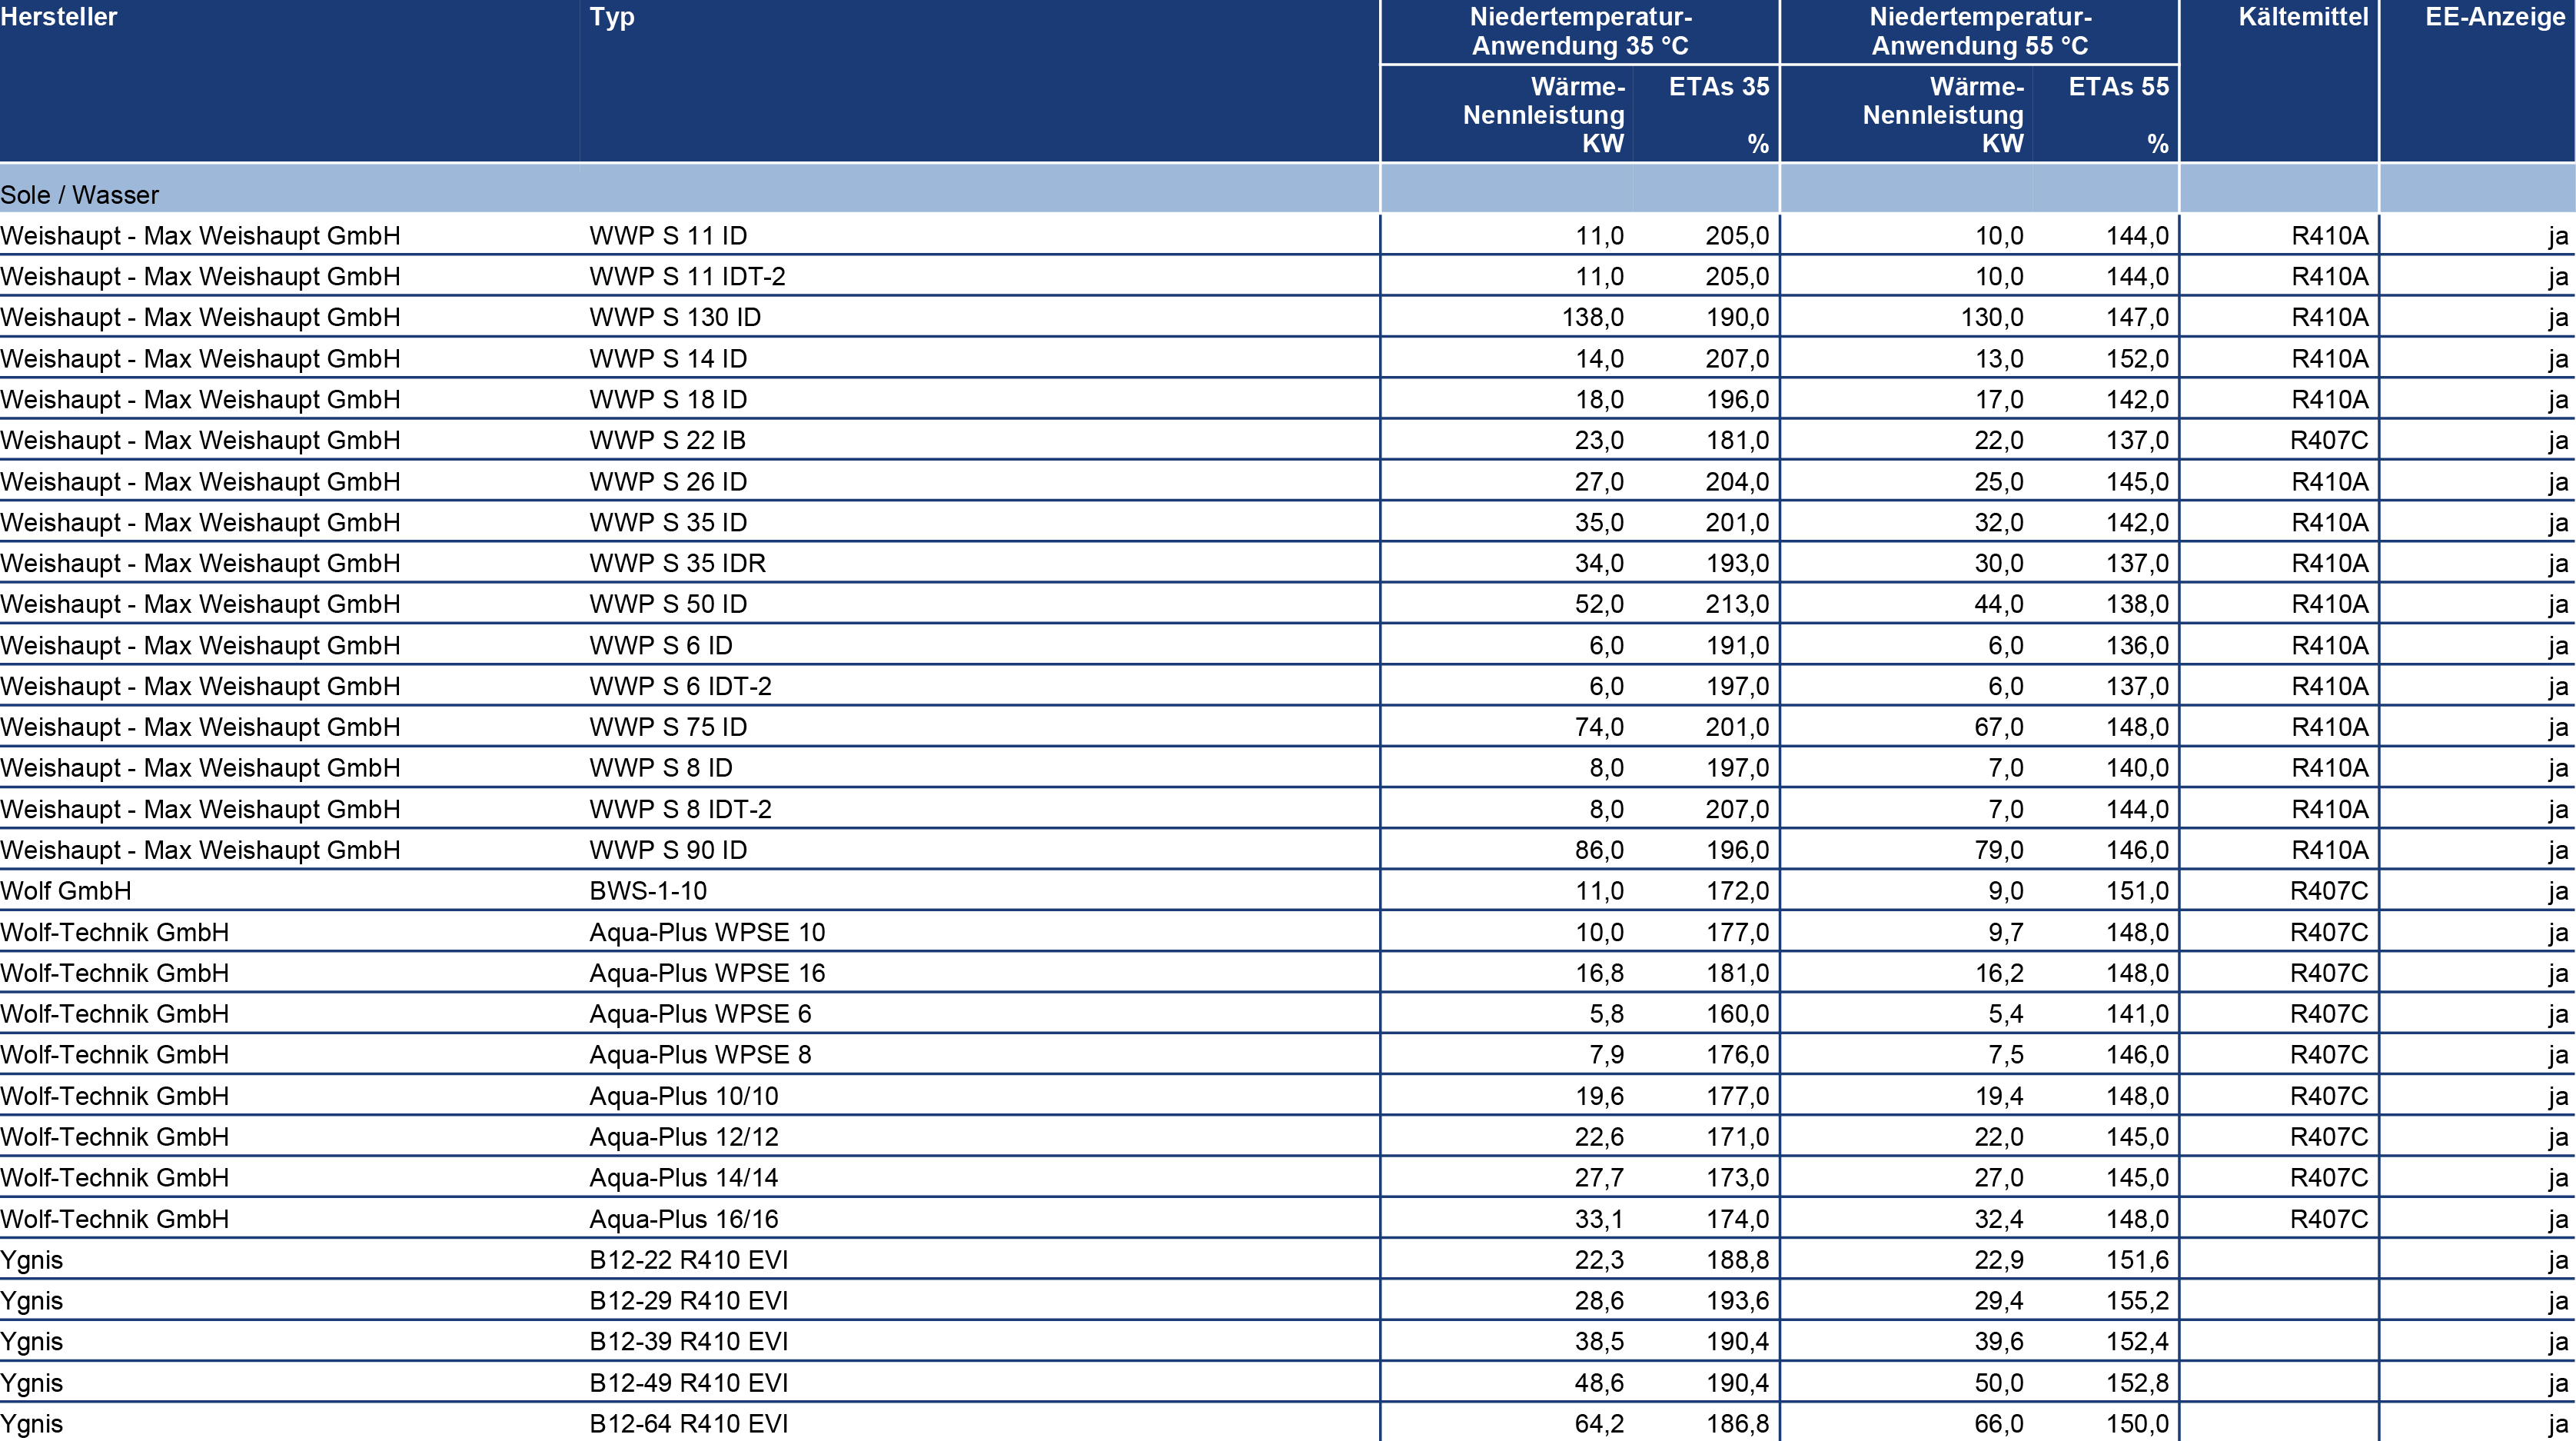 Hersteller Typ Niedertemperatur- Niedertemperatur- Kältemittel EE-Anzeige
Anwendung 35 °C Anwendung 55 °C
Wärme- ETAs 35 Wärme- ETAs 55
Nennleistung Nennleistung
KW % KW %
Sole / Wasser
Weishaupt - Max Weishaupt GmbH WWP S 11 ID 11,0 205,0 10,0 144,0 R410A ja
Weishaupt - Max Weishaupt GmbH WWP S 11 IDT-2 11,0 205,0 10,0 144,0 R410A ja
Weishaupt - Max Weishaupt GmbH WWP S 130 ID 138,0 190,0 130,0 147,0 R410A ja
Weishaupt - Max Weishaupt GmbH WWP S 14 ID 14,0 207,0 13,0 152,0 R410A ja
Weishaupt - Max Weishaupt GmbH WWP S 18 ID 18,0 196,0 17,0 142,0 R410A ja
Weishaupt - Max Weishaupt GmbH WWP S 22 IB 23,0 181,0 22,0 137,0 R407C ja
Weishaupt - Max Weishaupt GmbH WWP S 26 ID 27,0 204,0 25,0 145,0 R410A ja
Weishaupt - Max Weishaupt GmbH WWP S 35 ID 35,0 201,0 32,0 142,0 R410A ja
Weishaupt - Max Weishaupt GmbH WWP S 35 IDR 34,0 193,0 30,0 137,0 R410A ja
Weishaupt - Max Weishaupt GmbH WWP S 50 ID 52,0 213,0 44,0 138,0 R410A ja
Weishaupt - Max Weishaupt GmbH WWP S 6 ID 6,0 191,0 6,0 136,0 R410A ja
Weishaupt - Max Weishaupt GmbH WWP S 6 IDT-2 6,0 197,0 6,0 137,0 R410A ja
Weishaupt - Max Weishaupt GmbH WWP S 75 ID 74,0 201,0 67,0 148,0 R410A ja
Weishaupt - Max Weishaupt GmbH WWP S 8 ID 8,0 197,0 7,0 140,0 R410A ja
Weishaupt - Max Weishaupt GmbH WWP S 8 IDT-2 8,0 207,0 7,0 144,0 R410A ja
Weishaupt - Max Weishaupt GmbH WWP S 90 ID 86,0 196,0 79,0 146,0 R410A ja
Wolf GmbH BWS-1-10 11,0 172,0 9,0 151,0 R407C ja
Wolf-Technik GmbH Aqua-Plus WPSE 10 10,0 177,0 9,7 148,0 R407C ja
Wolf-Technik GmbH Aqua-Plus WPSE 16 16,8 181,0 16,2 148,0 R407C ja
Wolf-Technik GmbH Aqua-Plus WPSE 6 5,8 160,0 5,4 141,0 R407C ja
Wolf-Technik GmbH Aqua-Plus WPSE 8 7,9 176,0 7,5 146,0 R407C ja
Wolf-Technik GmbH Aqua-Plus 10/10 19,6 177,0 19,4 148,0 R407C ja
Wolf-Technik GmbH Aqua-Plus 12/12 22,6 171,0 22,0 145,0 R407C ja
Wolf-Technik GmbH Aqua-Plus 14/14 27,7 173,0 27,0 145,0 R407C ja
Wolf-Technik GmbH Aqua-Plus 16/16 33,1 174,0 32,4 148,0 R407C ja
Ygnis B12-22 R410 EVI 22,3 188,8 22,9 151,6 ja
Ygnis B12-29 R410 EVI 28,6 193,6 29,4 155,2 ja
Ygnis B12-39 R410 EVI 38,5 190,4 39,6 152,4 ja
Ygnis B12-49 R410 EVI 48,6 190,4 50,0 152,8 ja
Ygnis B12-64 R410 EVI 64,2 186,8 66,0 150,0 ja